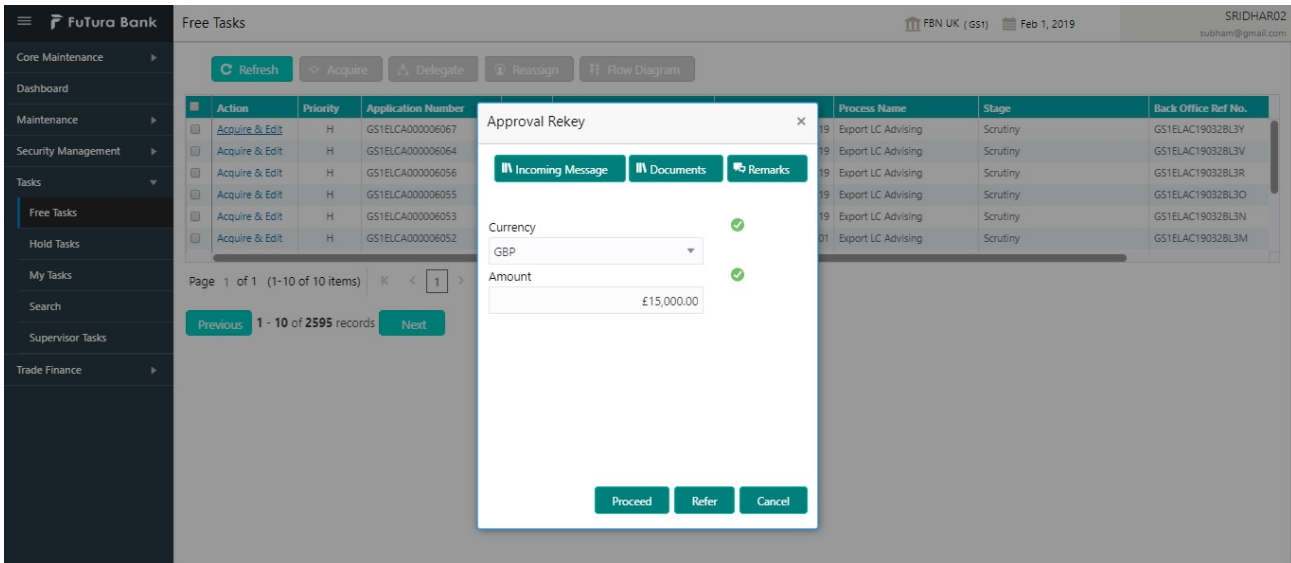 FuTura Bank
Free Tasks
FBN UK ( GS1)
Feb 1, 2019
SRIDHAR02
subham@gmail.com
Core Maintenance
Dashboard
Maintenance
Security Management
Tasks
Free Tasks
Hold Tasks
My Tasks
Search
Supervisor Tasks
Trade Finance
Refresh
Acquire
Delegate
Reassign
Flow Diagram
Action Priority Application Number Process Name Stage Back Office Ref No.
Acquire & Edit H GS1ELCA000006067 19 Export LC Advising Scrutiny GS1ELAC19032BL3Y
Acquire & Edit H GS1ELCA000006064 19 Export LC Advising Scrutiny GS1ELAC19032BL3V
Acquire & Edit H GS1ELCA000006056 19 Export LC Advising Scrutiny GS1ELAC19032BL3R
Acquire & Edit H GS1ELCA000006055 19 Export LC Advising Scrutiny GS1ELAC19032BL3O
Acquire & Edit H GS1ELCA000006053 19 Export LC Advising Scrutiny GS1ELAC19032BL3N
Acquire & Edit H GS1ELCA000006052 01 Export LC Advising Scrutiny GS1ELAC19032BL3M
Page 1 of 1 (1-10 of 10 items) K < 1 >
Previous 1 - 10 of 2595 records Next
Approval Rekey ×
Incoming Message
Documents
Remarks
Currency
GBP
Amount
£15,000.00
Proceed
Refer
Cancel